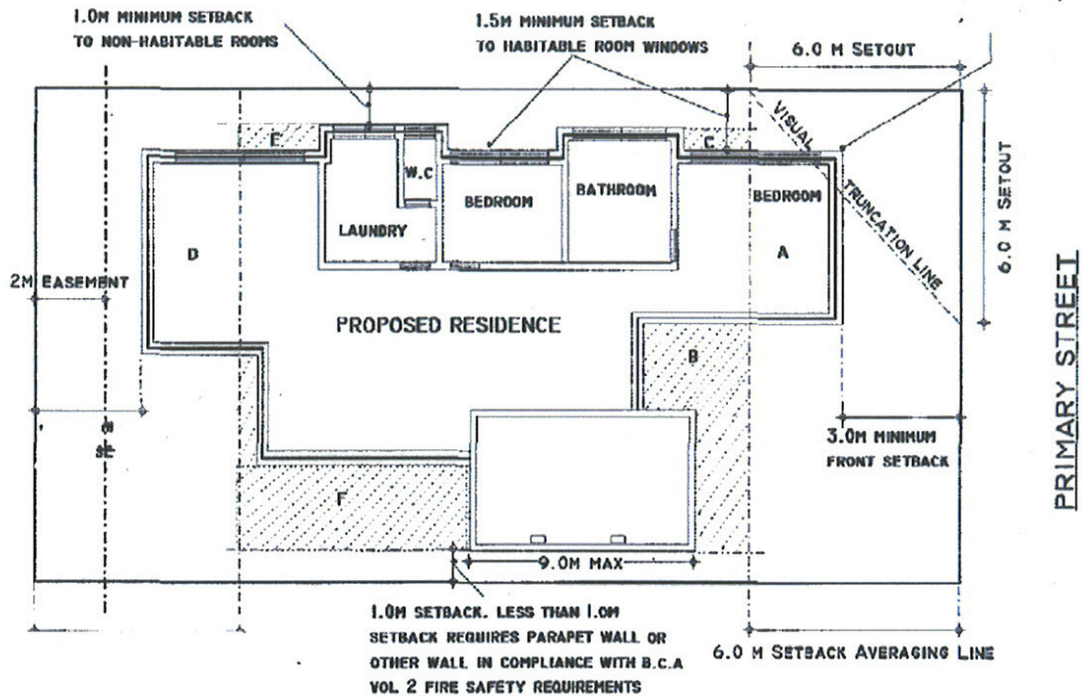 1.0M MINIMUM SETBACK
TO NON-HABITABLE ROOMS
1.5M MINIMUM SETBACK
TO HABITABLE ROOM WINDOWS
6.0 M SETOUT
VISUAL TRUNCATION LINE
E
C
W.C
LAUNDRY
BEDROOM
BATHROOM
BEDROOM
6.0 M SETOUT
D
A
2M EASEMENT
PROPOSED RESIDENCE
B
PRIMARY STREET
3.0M MINIMUM
FRONT SETBACK
F
9.0M MAX
1.0M SETBACK. LESS THAN 1.0M
SETBACK REQUIRES PARAPET WALL OR
OTHER WALL IN COMPLIANCE WITH B.C.A
VOL 2 FIRE SAFETY REQUIREMENTS
6.0 M SETBACK AVERAGING LINE